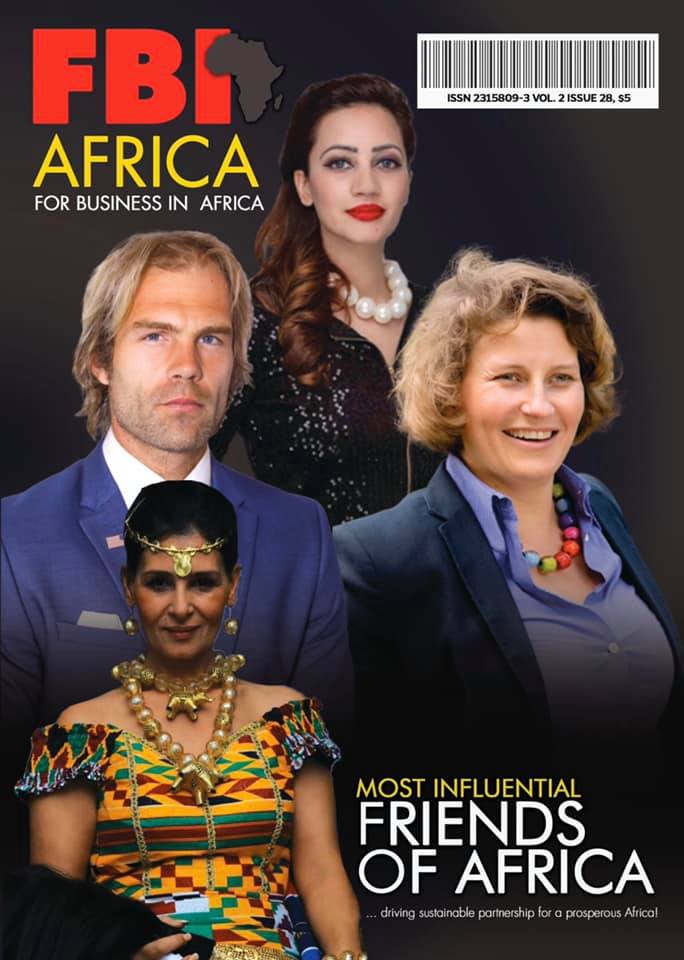 FBI
AFRICA
FOR BUSINESS IN AFRICA
ISSN 2315809-3 VOL. 2 ISSUE 28, $5
MOST INFLUENTIAL
FRIENDS
OF AFRICA
... driving sustainable partnership for a prosperous Africa!